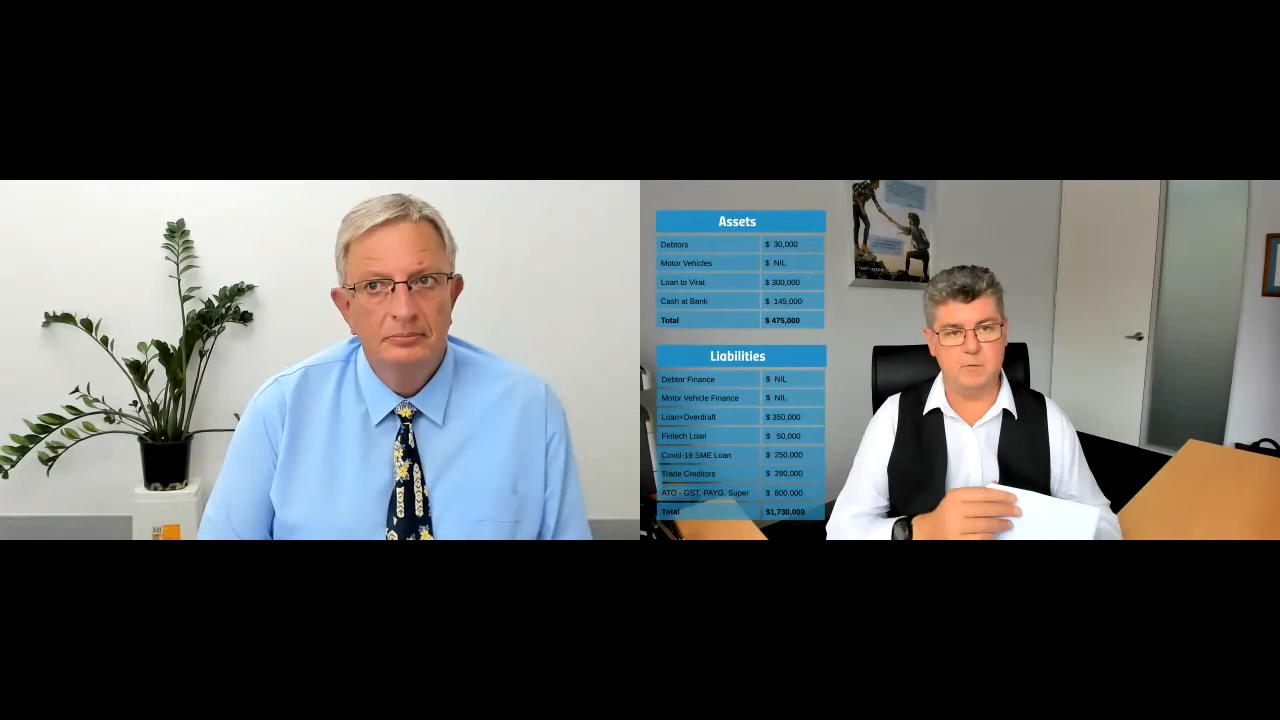 Assets
Debtors $ 30,000
Motor Vehicles $ NIL
Loan to Virat $ 300,000
Cash at Bank $ 145,000
Total $ 475,000
Liabilities
Debtor Finance $ NIL
Motor Vehicle Finance $ NIL
Loan+Overdraft $ 350,000
Fintech Loan $ 50,000
Covid-19 SME Loan $ 250,000
Trade Creditors $ 280,000
ATO - GST, PAYG, Super $ 800,000
Total $1,730,000